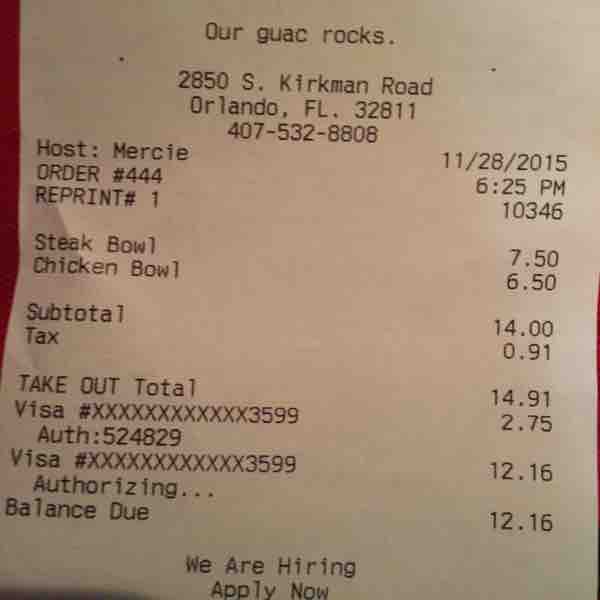 Our guac rocks.
2850 S. Kirkman Road
Orlando, FL. 32811
407-532-8808
Host: Mercie 11/28/2015
ORDER #444 6:25 PM
REPRINT# 1 10346
Steak Bowl 7.50
Chicken Bowl 6.50
Subtotal 14.00
Tax 0.91
TAKE OUT Total 14.91
Visa #XXXXXXXXXXXX3599 2.75
Auth:524829
Visa #XXXXXXXXXXXX3599 12.16
Authorizing...
Balance Due 12.16
We Are Hiring
Apply Now